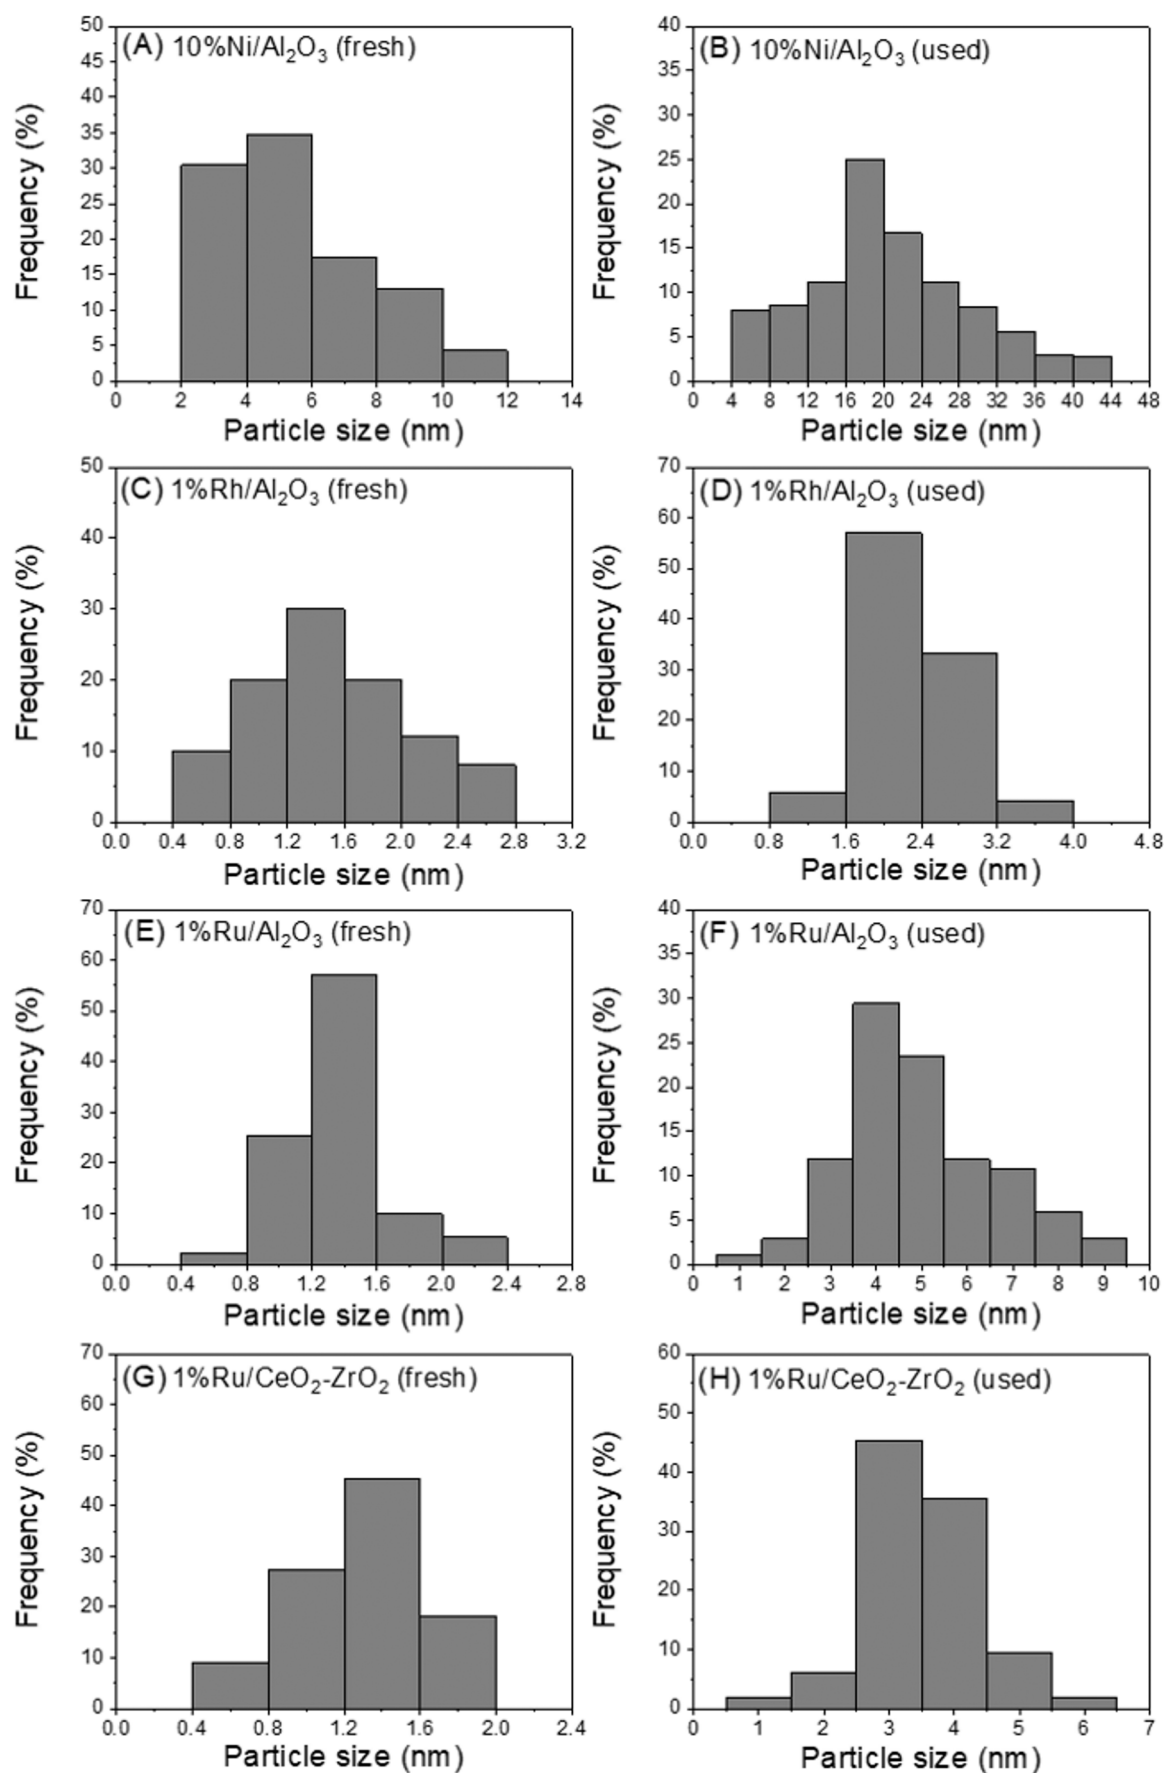 (A) 10%Ni/Al₂O₃ (fresh)
50
45
40
35
30
25
20
15
10
5
0
Frequency (%)
0 2 4 6 8 10 12 14
Particle size (nm)
(B) 10%Ni/Al₂O₃ (used)
40
35
30
25
20
15
10
5
0
Frequency (%)
0 4 8 12 16 20 24 28 32 36 40 44 48
Particle size (nm)
(C) 1%Rh/Al₂O₃ (fresh)
50
40
30
20
10
0
Frequency (%)
0.0 0.4 0.8 1.2 1.6 2.0 2.4 2.8 3.2
Particle size (nm)
(D) 1%Rh/Al₂O₃ (used)
70
60
50
40
30
20
10
0
Frequency (%)
0.0 0.8 1.6 2.4 3.2 4.0 4.8
Particle size (nm)
(E) 1%Ru/Al₂O₃ (fresh)
70
60
50
40
30
20
10
0
Frequency (%)
0.0 0.4 0.8 1.2 1.6 2.0 2.4 2.8
Particle size (nm)
(F) 1%Ru/Al₂O₃ (used)
40
35
30
25
20
15
10
5
0
Frequency (%)
0 1 2 3 4 5 6 7 8 9 10
Particle size (nm)
(G) 1%Ru/CeO₂-ZrO₂ (fresh)
70
60
50
40
30
20
10
0
Frequency (%)
0.0 0.4 0.8 1.2 1.6 2.0 2.4
Particle size (nm)
(H) 1%Ru/CeO₂-ZrO₂ (used)
60
50
40
30
20
10
0
Frequency (%)
0 1 2 3 4 5 6 7
Particle size (nm)